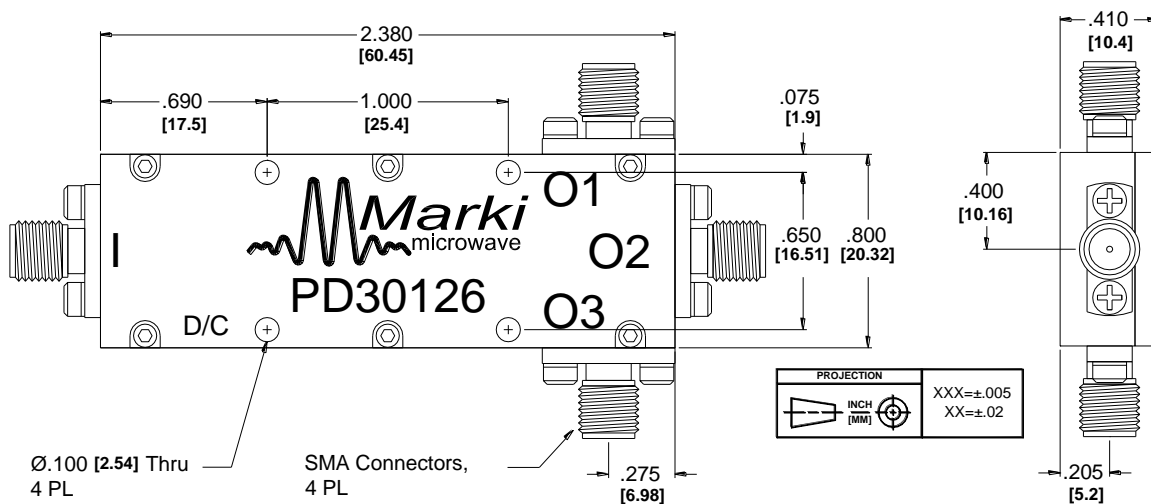 2.380
[60.45]
.410
[10.4]
.690
[17.5]
1.000
[25.4]
.075
[1.9]
O1
.400
[10.16]
Marki
microwave
I
O2
.650
[16.51]
.800
[20.32]
PD30126
O3
D/C
PROJECTION
INCH
[MM]
XXX=±.005
XX=±.02
Ø.100 [2.54] Thru
4 PL
SMA Connectors,
4 PL
.275
[6.98]
.205
[5.2]